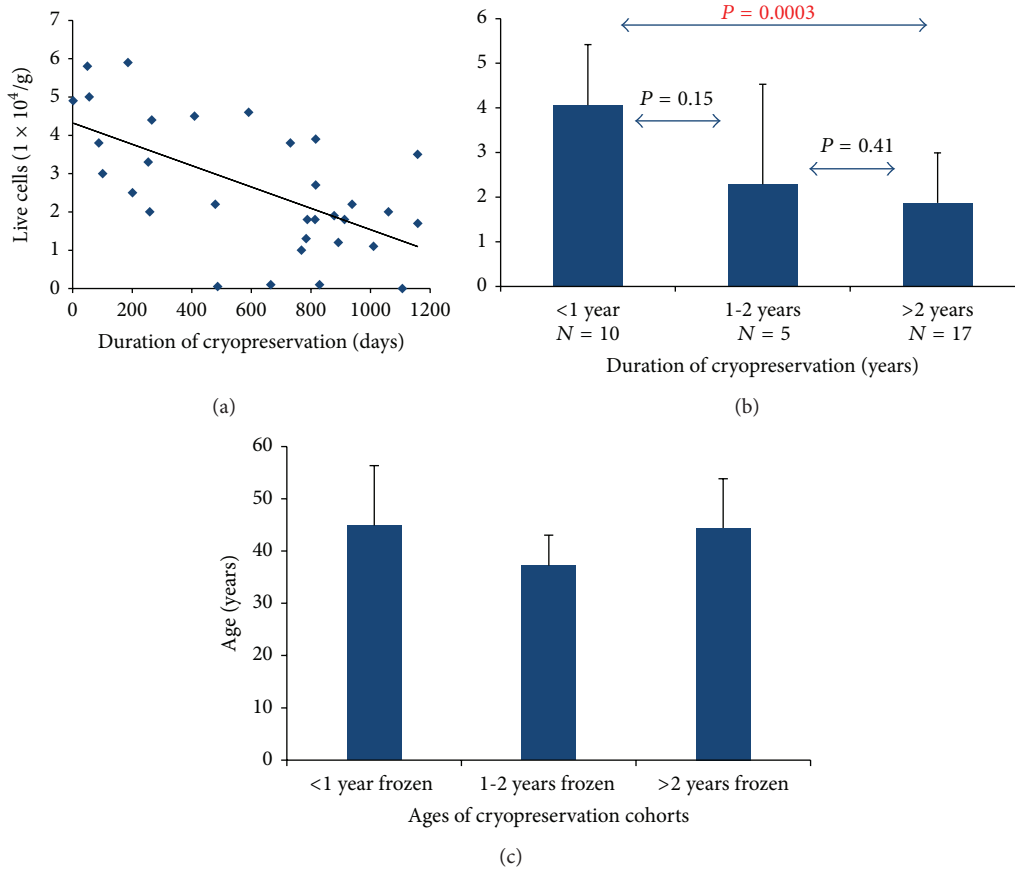 7
6
5
4
3
2
1
0
Live cells (1 × 10⁴/g)
0 200 400 600 800 1000 1200
Duration of cryopreservation (days)
(a)
6
5
4
3
2
1
0
P = 0.0003
P = 0.15
P = 0.41
<1 year 1-2 years >2 years
N = 10 N = 5 N = 17
Duration of cryopreservation (years)
(b)
60
50
40
30
20
10
0
Age (years)
<1 year frozen 1-2 years frozen >2 years frozen
Ages of cryopreservation cohorts
(c)